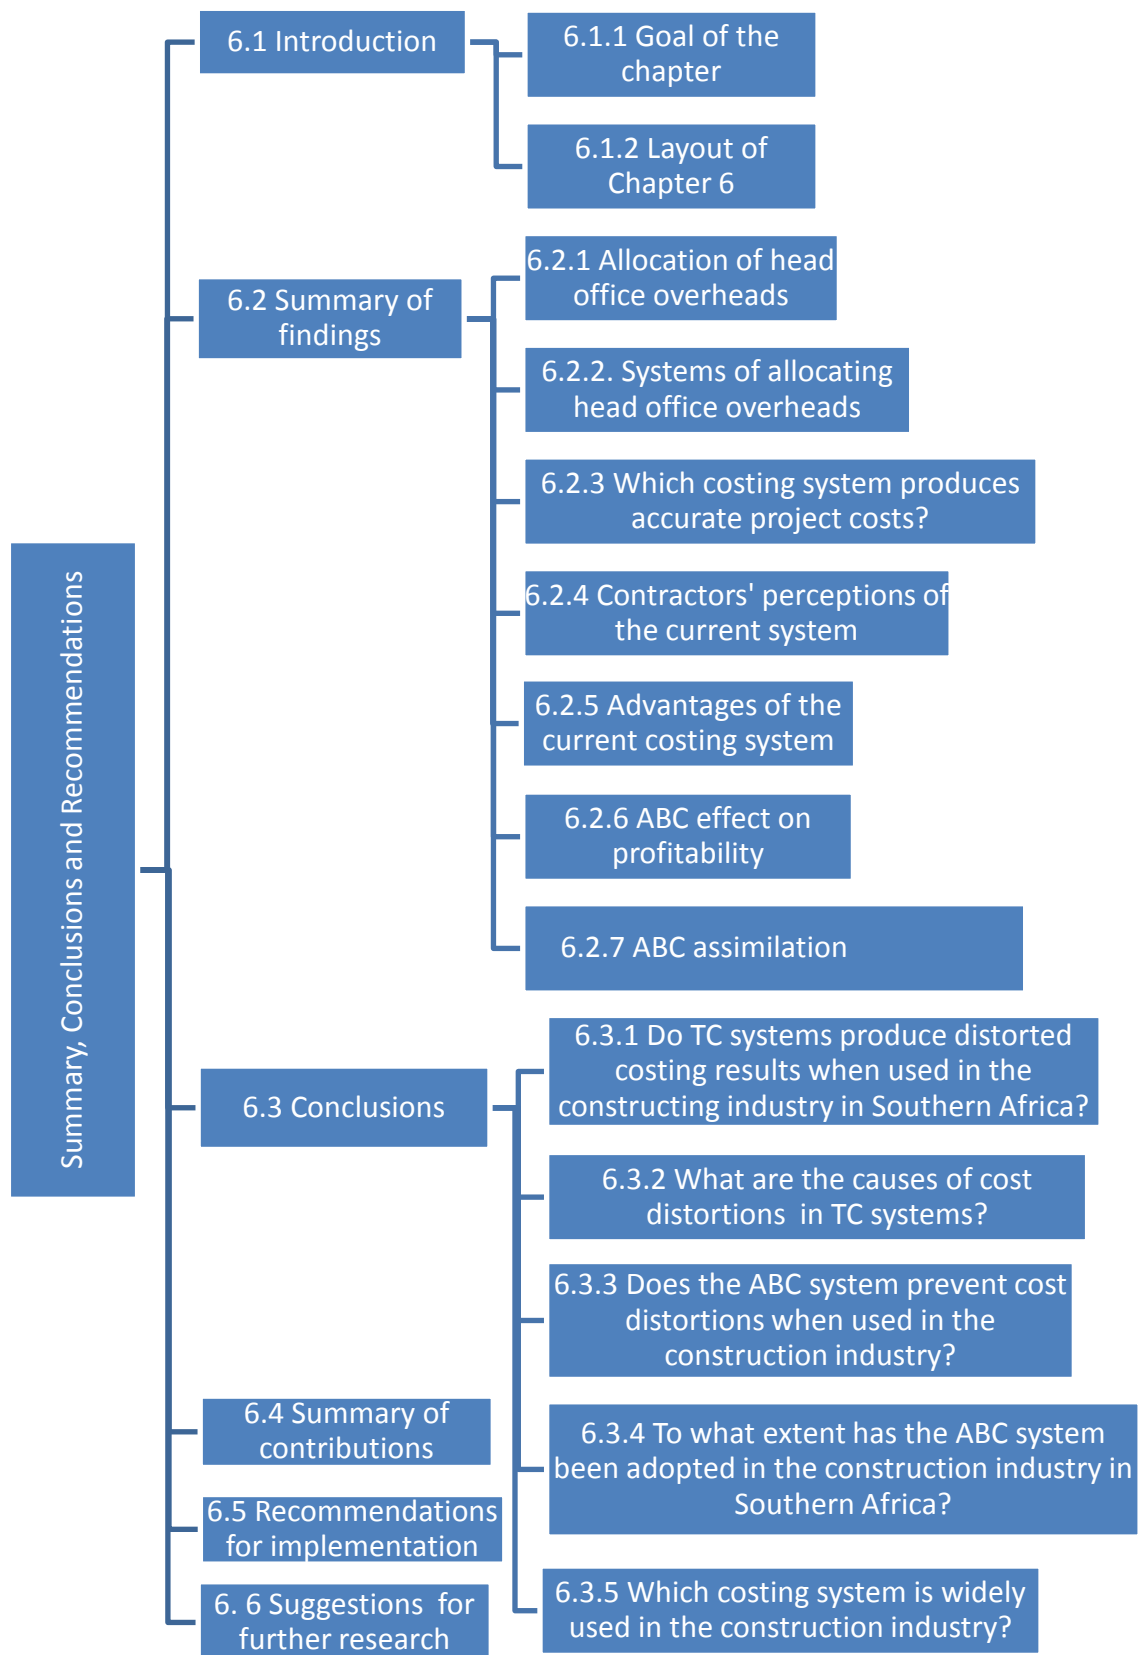 Summary, Conclusions and Recommendations
6.1 Introduction
6.1.1 Goal of the
chapter
6.1.2 Layout of
Chapter 6
6.2 Summary of
findings
6.2.1 Allocation of head
office overheads
6.2.2. Systems of allocating
head office overheads
6.2.3 Which costing system produces
accurate project costs?
6.2.4 Contractors' perceptions of
the current system
6.2.5 Advantages of the
current costing system
6.2.6 ABC effect on
profitability
6.2.7 ABC assimilation
6.3 Conclusions
6.3.1 Do TC systems produce distorted
costing results when used in the
constructing industry in Southern Africa?
6.3.2 What are the causes of cost
distortions  in TC systems?
6.3.3 Does the ABC system prevent cost
distortions when used in the
construction industry?
6.3.4 To what extent has the ABC system
been adopted in the construction industry in
Southern Africa?
6.3.5 Which costing system is widely
used in the construction industry?
6.4 Summary of
contributions
6.5 Recommendations
for implementation
6. 6 Suggestions  for
further research